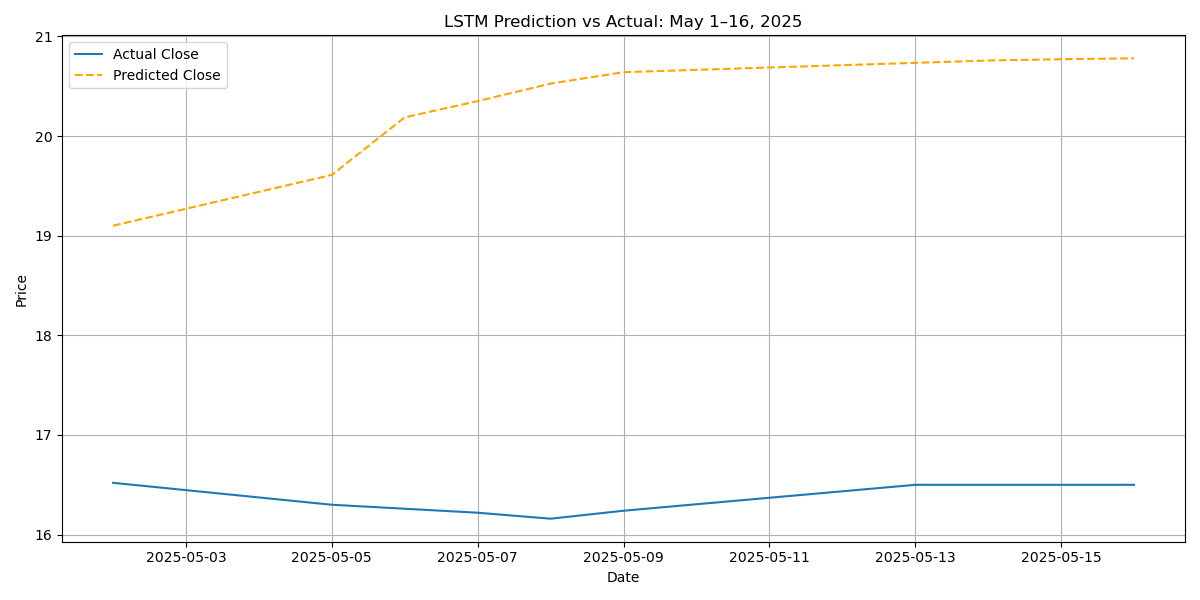 LSTM Prediction vs Actual: May 1–16, 2025
Actual Close
Predicted Close
21
20
19
18
17
16
Price
2025-05-03
2025-05-05
2025-05-07
2025-05-09
2025-05-11
2025-05-13
2025-05-15
Date